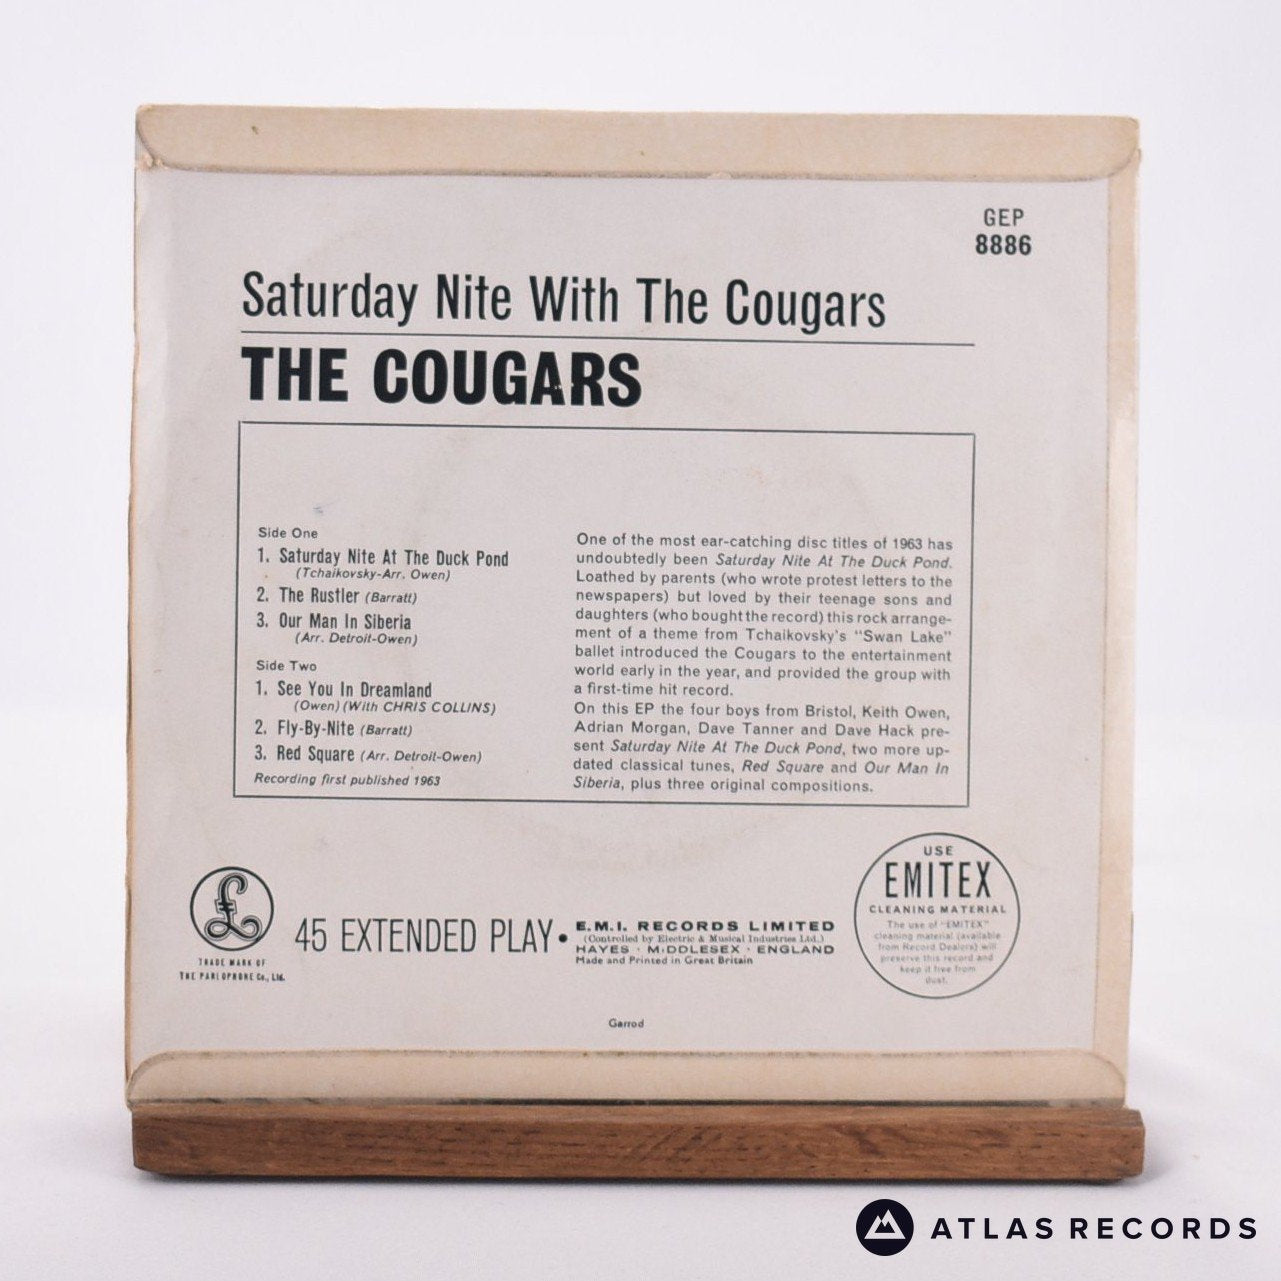 GEP
8886
Saturday Nite With The Cougars
THE COUGARS
Side One
1. Saturday Nite At The Duck Pond
(Tchaikovsky-Arr. Owen)
2. The Rustler (Barratt)
3. Our Man In Siberia
(Arr. Detroit-Owen)
Side Two
1. See You In Dreamland
(Owen) (With CHRIS COLLINS)
2. Fly-By-Nite (Barratt)
3. Red Square (Arr. Detroit-Owen)
Recording first published 1963
One of the most ear-catching disc titles of 1963 has
undoubtedly been Saturday Nite At The Duck Pond.
Loathed by parents (who wrote protest letters to the
newspapers) but loved by their teenage sons and
daughters (who bought the record) this rock arrange-
ment of a theme from Tchaikovsky's "Swan Lake"
ballet introduced the Cougars to the entertainment
world early in the year, and provided the group with
a first-time hit record.
On this EP the four boys from Bristol, Keith Owen,
Adrian Morgan, Dave Tanner and Dave Hack pre-
sent Saturday Nite At The Duck Pond, two more up-
dated classical tunes, Red Square and Our Man In
Siberia, plus three original compositions.
£
TRADE MARK OF
THE PARLOPHONE Co., Ltd.
45 EXTENDED PLAY •
E.M.I. RECORDS LIMITED
(Controlled by Electric & Musical Industries Ltd.)
HAYES · MIDDLESEX · ENGLAND
Made and Printed in Great Britain
USE
EMITEX
CLEANING MATERIAL
The use of "EMITEX"
cleaning material (available
from Record Dealers) will
preserve this record and
keep it free from
dust.
Garrod
ATLAS RECORDS